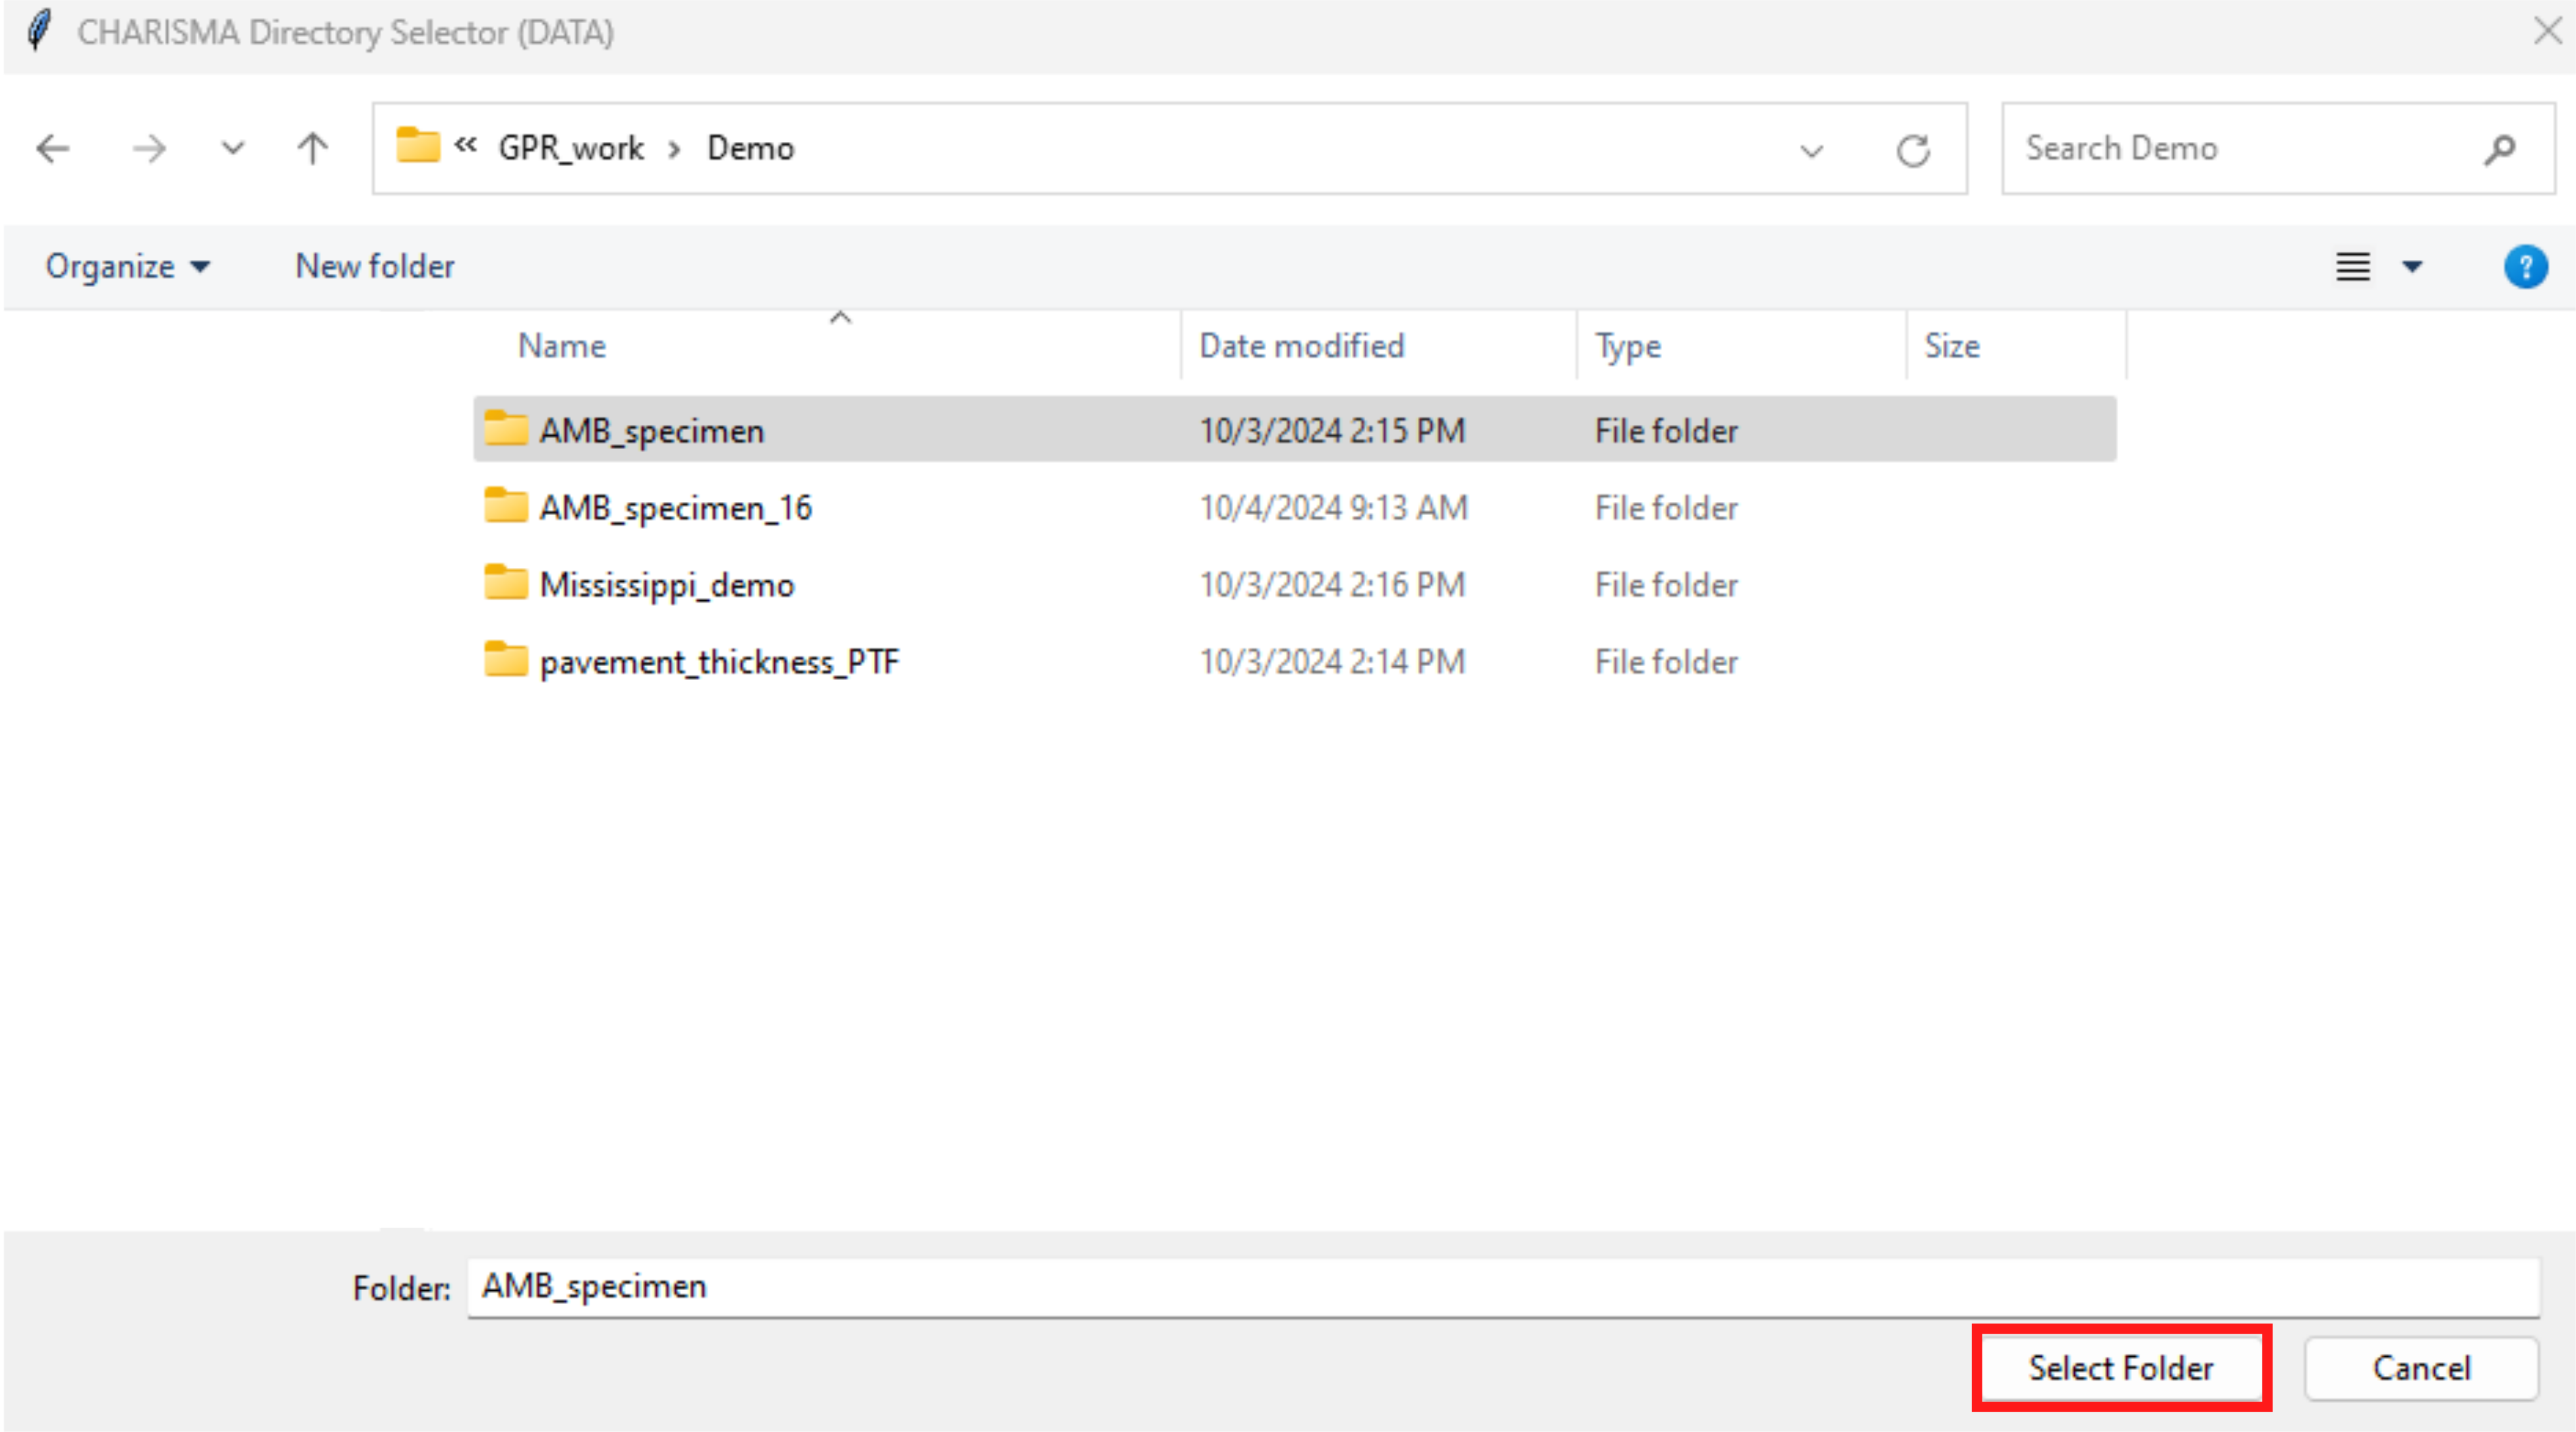 CHARISMA Directory Selector (DATA)
« GPR_work > Demo
Search Demo
Organize
New folder
?
Name Date modified Type Size
AMB_specimen 10/3/2024 2:15 PM File folder
AMB_specimen_16 10/4/2024 9:13 AM File folder
Mississippi_demo 10/3/2024 2:16 PM File folder
pavement_thickness_PTF 10/3/2024 2:14 PM File folder
Folder: AMB_specimen
Select Folder Cancel